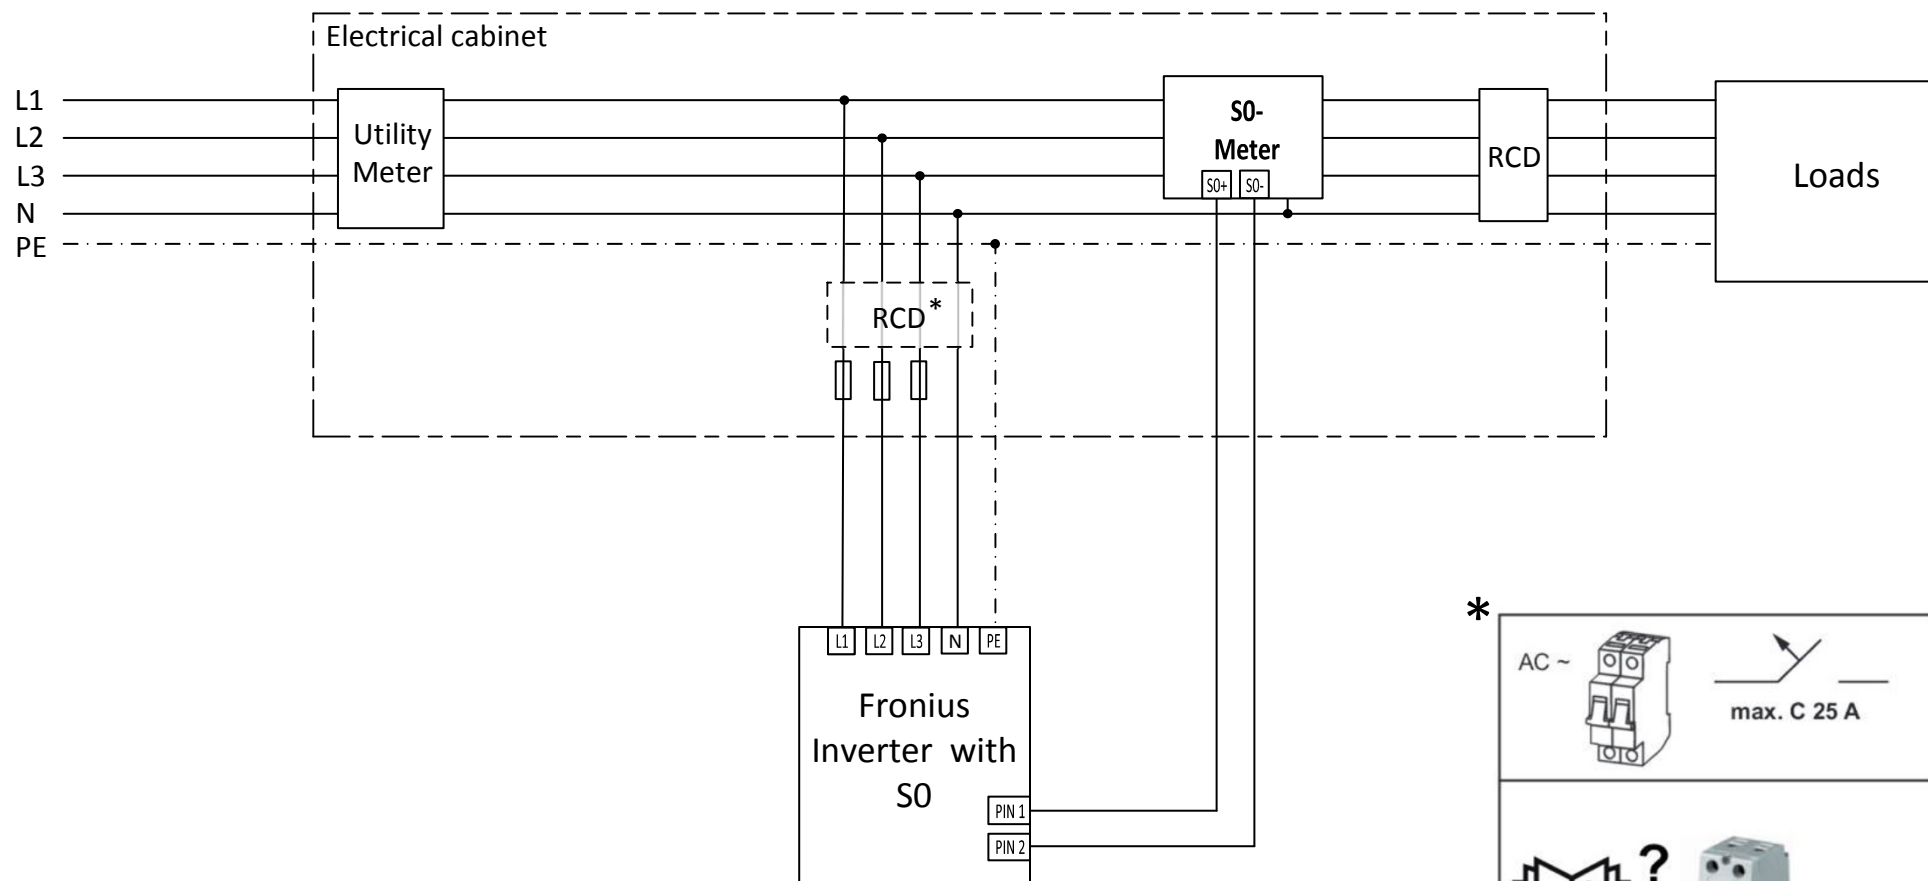 Electrical cabinet
L1
L2
L3
N
PE
Utility
Meter
S0-
Meter
S0+
S0-
RCD
Loads
RCD*
L1
L2
L3
N
PE
Fronius
Inverter with
S0
PIN 1
PIN 2
*
AC ~
max. C 25 A
?